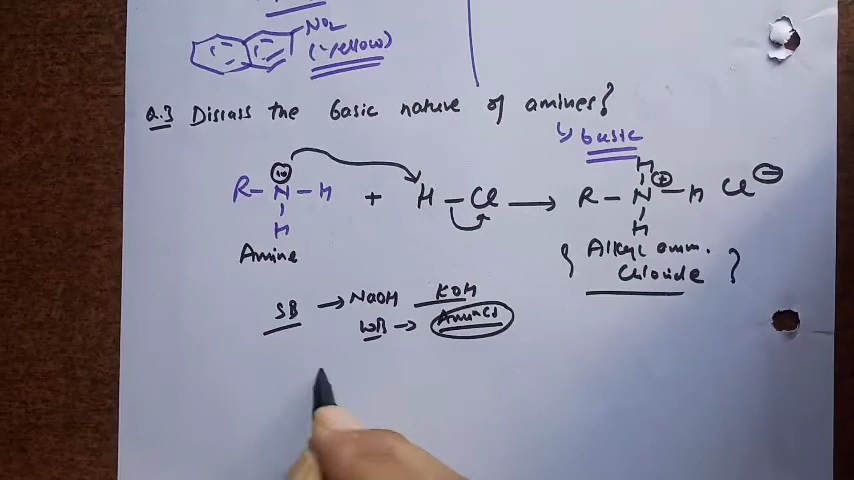 NO2
(-yellow)
Q.3 Discuss the basic nature of amines?
↳ basic
H
R - N - H + H - Cl → R - N⊕ - H Cl⊖
H H
Amine { Alkyl amm.
Chloride }
SB → NaOH KOH
WB → Amines